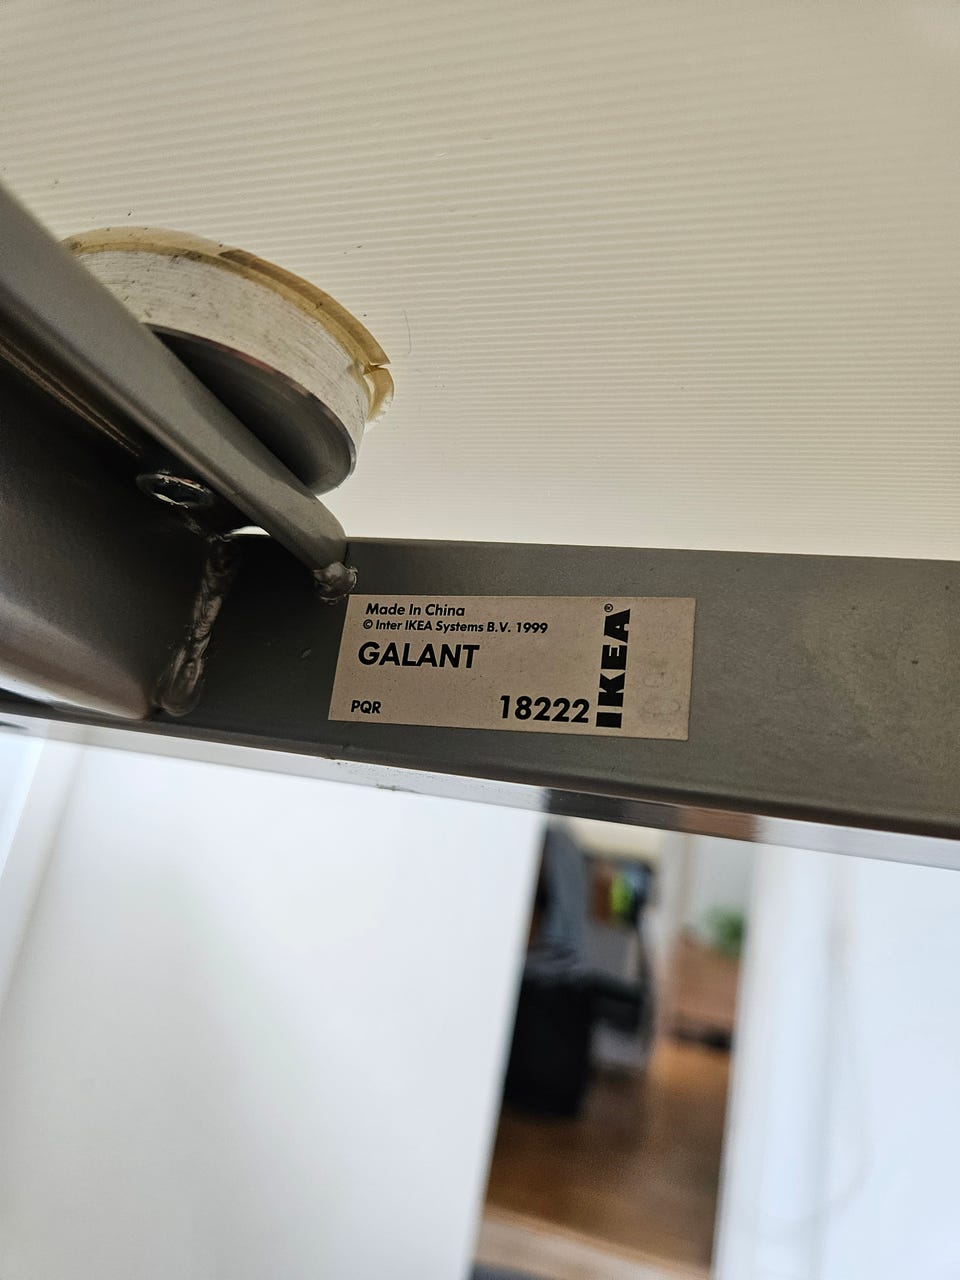 Made In China
© Inter IKEA Systems B.V. 1999
GALANT
PQR
18222
IKEA®